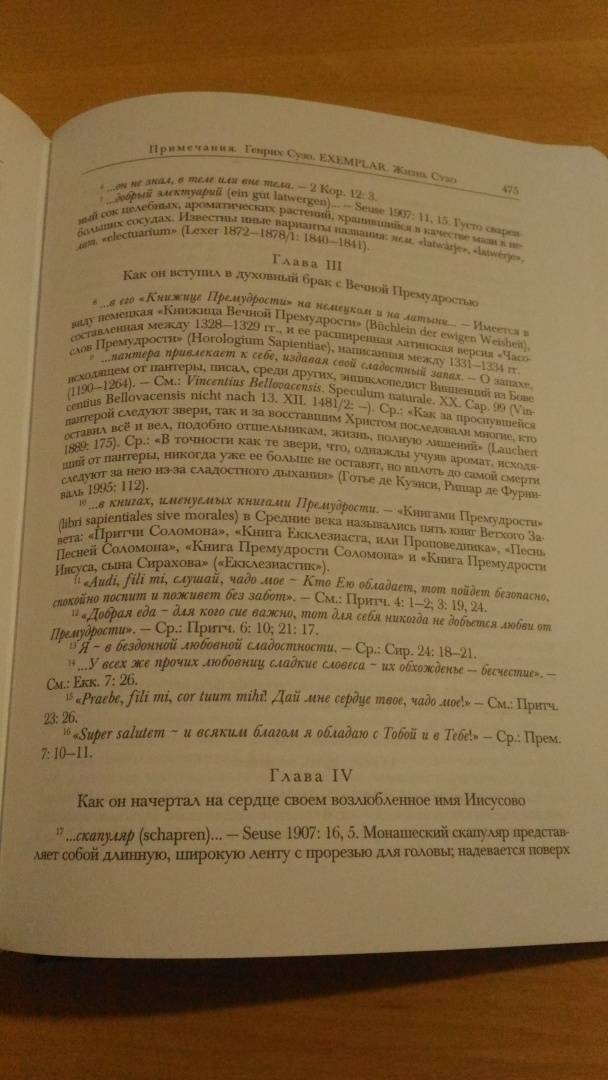 Примечания. Генрих Сузо. EXEMPLAR. Жизнь Сузо 475
6 ...он не знал, в теле или вне тела. – 2 Кор. 12: 3.
7 ...добрый электуарий (ein gůt latwergen)... – Seuse 1907: 11, 15. Густо сварен-
ный сок целебных, ароматических растений, хранившийся в качестве мази в не-
больших сосудах. Известны иные варианты названия: нем. «latwârje», «latwêrje»,
лат. «electuarium» (Lexer 1872–1878/1: 1840–1841).
Глава III
Как он вступил в духовный брак с Вечной Премудростью
8 ...в его «Книжице Премудрости» на немецком и на латыни... – Имеется в
виду немецкая «Книжица Вечной Премудрости» (Büchlein der ewigen Weisheit),
составленная между 1328–1329 гг., и ее расширенная латинская версия «Часо-
слов Премудрости» (Horologium Sapientiae), написанная между 1331–1334 гг.
9 ...пантера привлекает к себе, издавая свой сладостный запах. – О запахе,
исходящем от пантеры, писал, среди других, энциклопедист Винценций из Бове
(1190–1264). – См.: Vincentius Bellovacensis. Speculum naturale. XX. Cap. 99 (Vin-
centius Bellovacensis nicht nach 13. XII. 1481/2; –). Ср.: «Как за проснувшейся
пантерой следуют звери, так и за восставшим Христом последовали многие, кто
оставил всё и вел, подобно отшельникам, жизнь, полную лишений» (Lauchert
1889: 175). Ср.: «В точности как те звери, что, однажды учуяв аромат, исходя-
щий от пантеры, никогда уже ее больше не оставят, но вплоть до самой смерти
следуют за нею из-за сладостного дыхания» (Готье де Куэнси, Ришар де Фурни-
валь 1995: 112).
10 ...в книгах, именуемых книгами Премудрости. – «Книгами Премудрости»
(libri sapientiales sive morales) в Средние века назывались пять книг Ветхого За-
вета: «Притчи Соломона», «Книга Екклезиаста, или Проповедника», «Песнь
Песней Соломона», «Книга Премудрости Соломона» и «Книга Премудрости
Иисуса, сына Сирахова» («Екклезиастик»).
11 «Audi, fili mi, слушай, чадо мое ~ Кто Ею обладает, тот пойдет безопасно,
спокойно поспит и поживет без забот». – См.: Притч. 4: 1–2; 3: 19, 24.
12 «Добрая еда ~ для кого сие важно, тот для себя никогда не добьется любви от
Премудрости». – Ср.: Притч. 6: 10; 21: 17.
13 Я ~ в бездонной любовной сладостности. – Ср.: Сир. 24: 18–21.
14 ...У всех же прочих любовниц сладкие словеса ~ их обхожденье – бесчестие». –
См.: Екк. 7: 26.
15 «Praebe, fili mi, cor tuum mihi! Дай мне сердце твое, чадо мое!» – См.: Притч.
23: 26.
16 «Super salutem ~ и всяким благом я обладаю с Тобой и в Тебе!» – Ср.: Прем.
7: 10–11.
Глава IV
Как он начертал на сердце своем возлюбленное имя Иисусово
17 ...скапуляр (schapren)... – Seuse 1907: 16, 5. Монашеский скапуляр представ-
ляет собой длинную, широкую ленту с прорезью для головы; надевается поверх